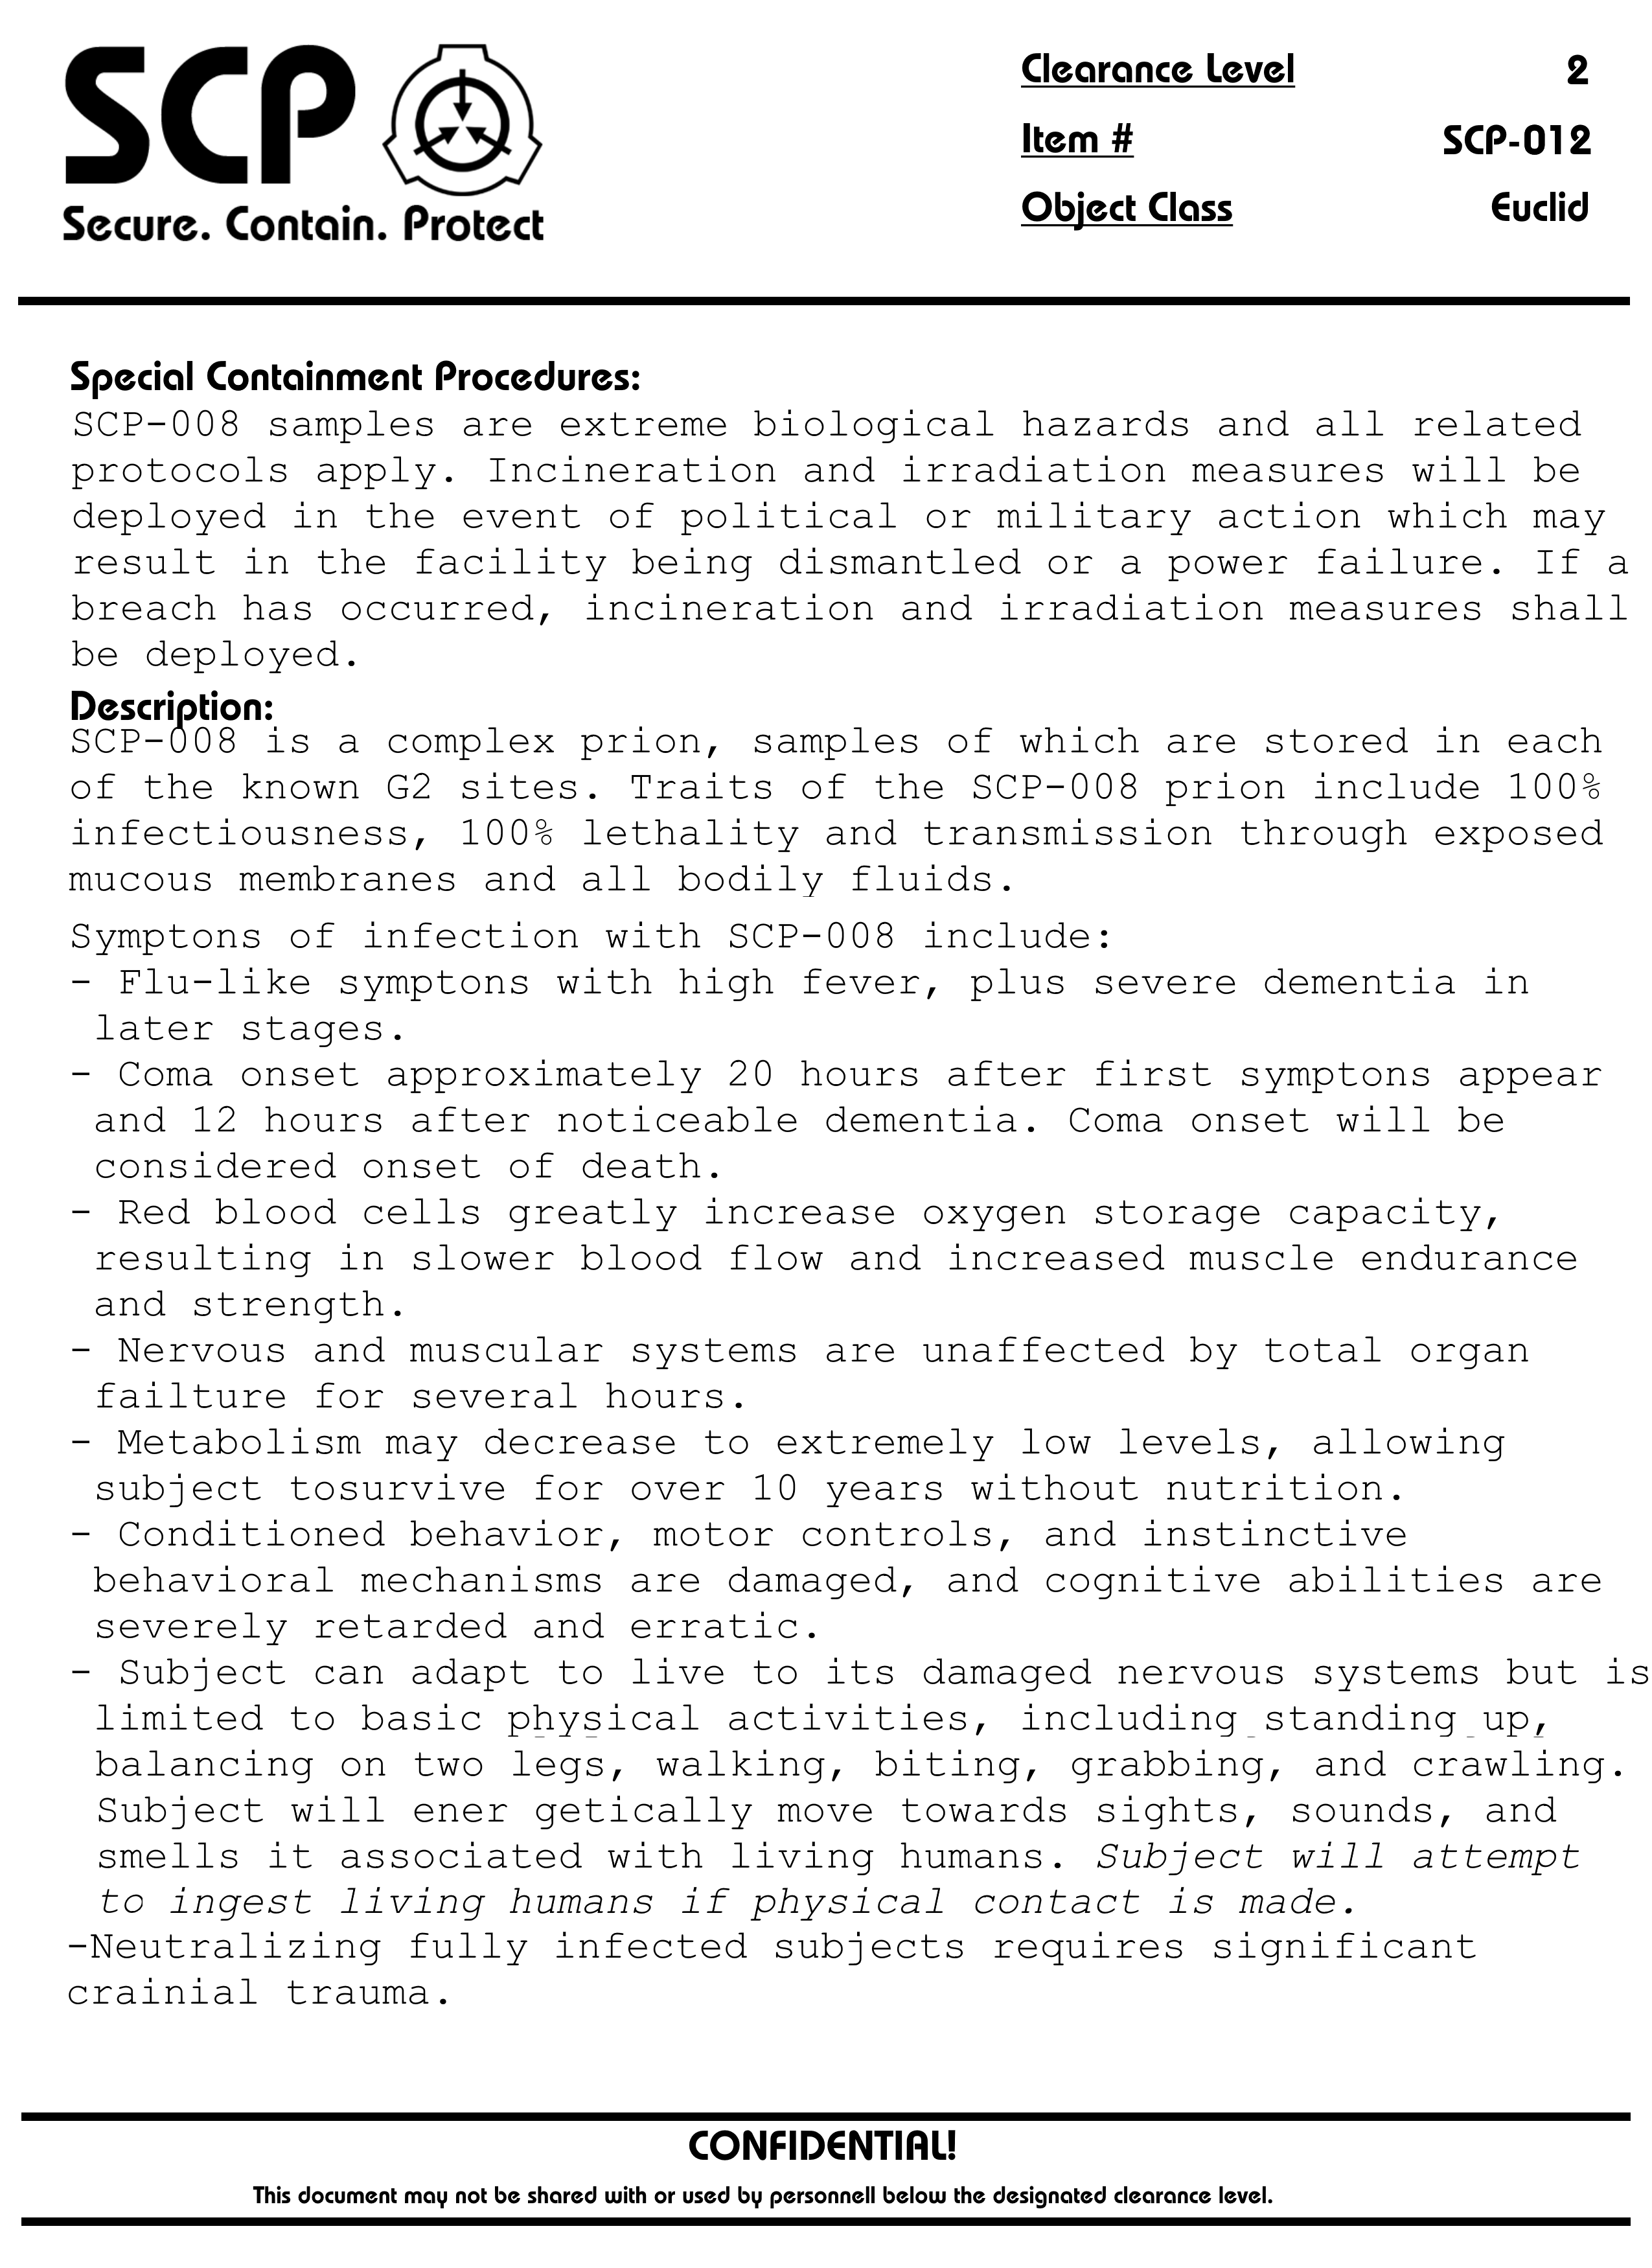 SCP
Secure. Contain. Protect
Clearance Level 2
Item # SCP-012
Object Class Euclid
Special Containment Procedures:
SCP-008 samples are extreme biological hazards and all related
protocols apply. Incineration and irradiation measures will be
deployed in the event of political or military action which may
result in the facility being dismantled or a power failure. If a
breach has occurred, incineration and irradiation measures shall
be deployed.
Description:
SCP-008 is a complex prion, samples of which are stored in each
of the known G2 sites. Traits of the SCP-008 prion include 100%
infectiousness, 100% lethality and transmission through exposed
mucous membranes and all bodily fluids.
Symptons of infection with SCP-008 include:
- Flu-like symptons with high fever, plus severe dementia in
later stages.
- Coma onset approximately 20 hours after first symptons appear
and 12 hours after noticeable dementia. Coma onset will be
considered onset of death.
- Red blood cells greatly increase oxygen storage capacity,
resulting in slower blood flow and increased muscle endurance
and strength.
- Nervous and muscular systems are unaffected by total organ
failture for several hours.
- Metabolism may decrease to extremely low levels, allowing
subject tosurvive for over 10 years without nutrition.
- Conditioned behavior, motor controls, and instinctive
behavioral mechanisms are damaged, and cognitive abilities are
severely retarded and erratic.
- Subject can adapt to live to its damaged nervous systems but is
limited to basic physical activities, including standing up,
balancing on two legs, walking, biting, grabbing, and crawling.
Subject will ener getically move towards sights, sounds, and
smells it associated with living humans. Subject will attempt
to ingest living humans if physical contact is made.
-Neutralizing fully infected subjects requires significant
crainial trauma.
CONFIDENTIAL!
This document may not be shared with or used by personnell below the designated clearance level.